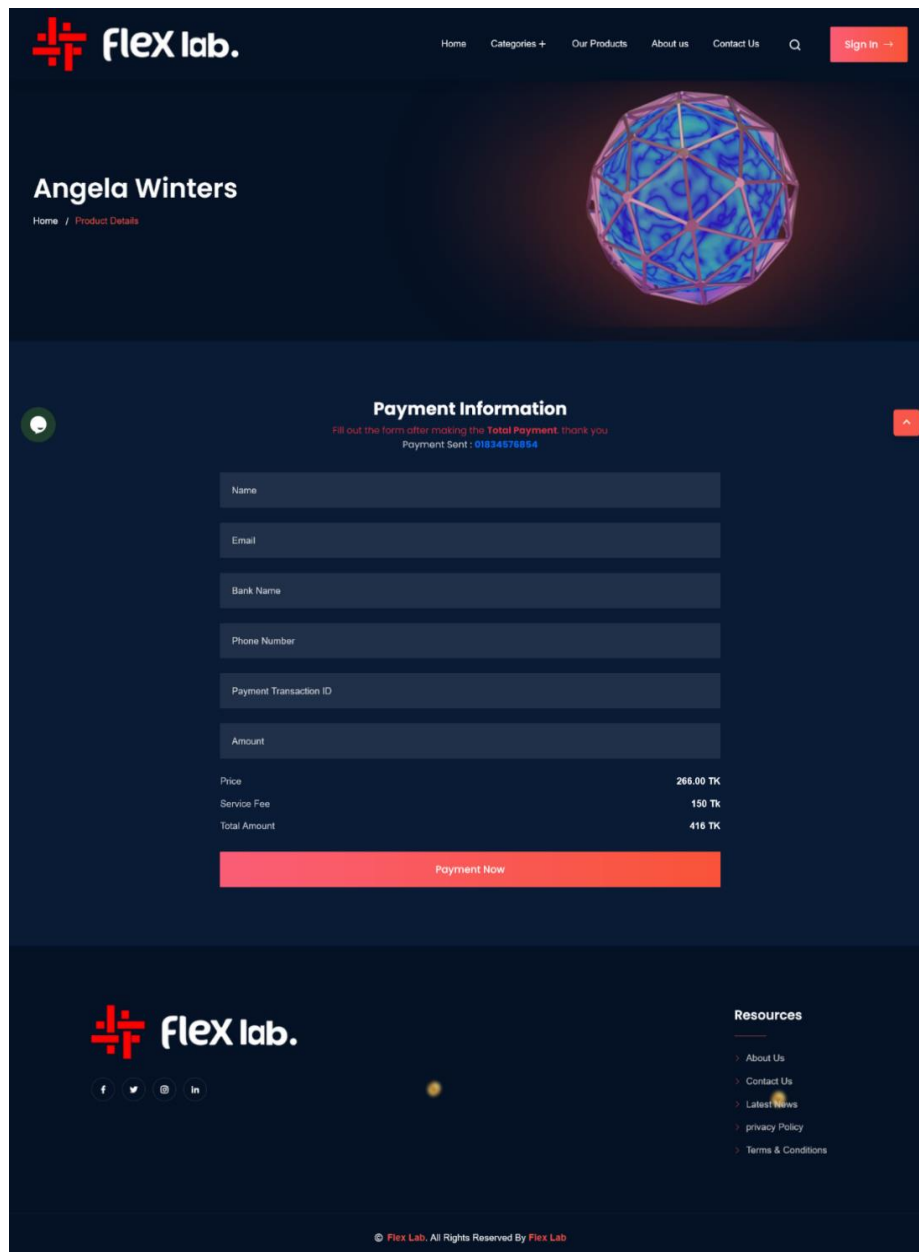 flex lab.
Home Categories + Our Products About us Contact Us Sign In →
Angela Winters
Home / Product Details
Payment Information
Fill out the form after making the Total Payment. thank you
Payment Sent : 01834576854
Name
Email
Bank Name
Phone Number
Payment Transaction ID
Amount
Price 266.00 TK
Service Fee 150 Tk
Total Amount 416 TK
Payment Now
flex lab.
Resources
> About Us
> Contact Us
> Latest News
> privacy Policy
> Terms & Conditions
© Flex Lab. All Rights Reserved By Flex Lab